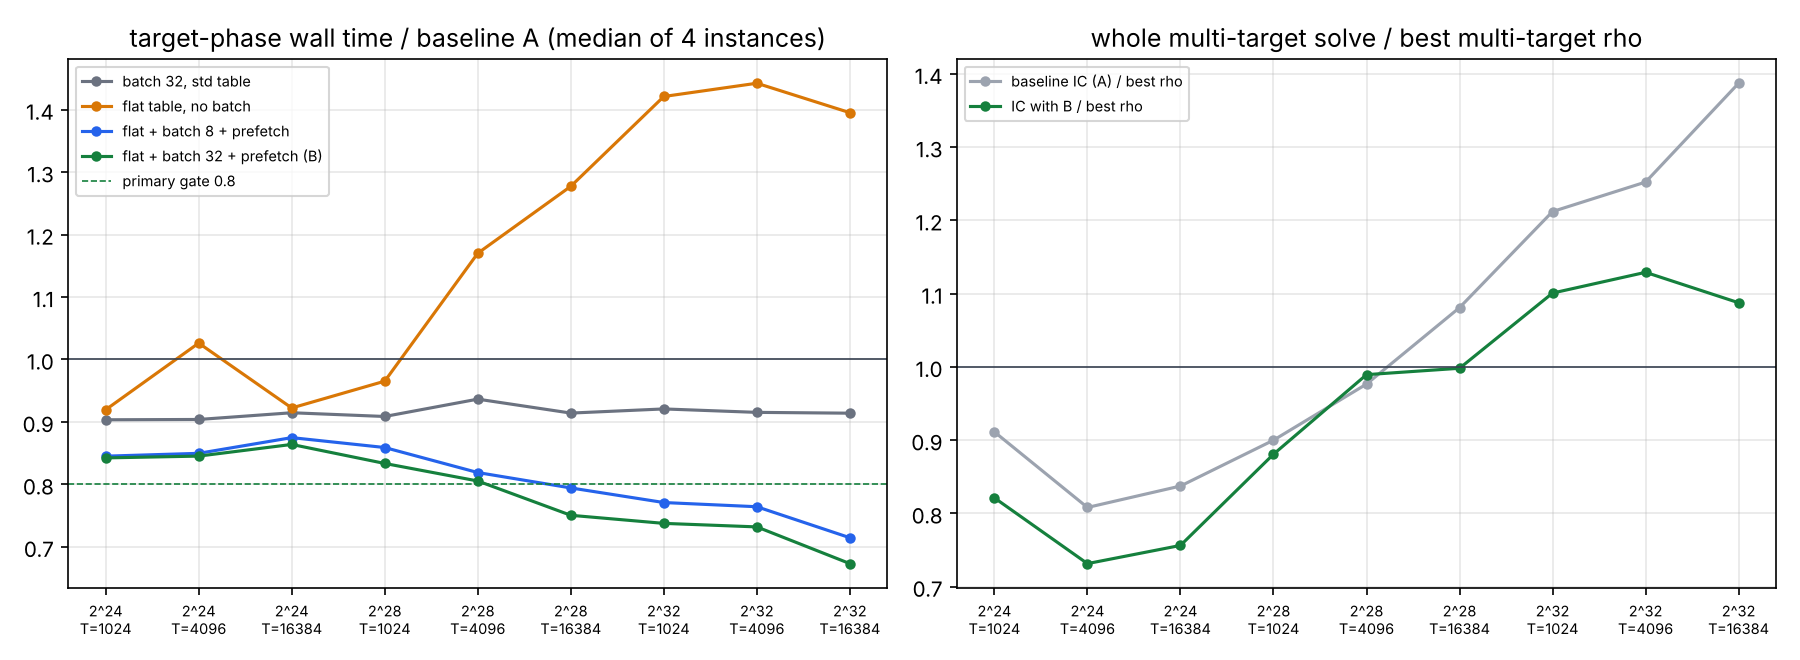 target-phase wall time / baseline A (median of 4 instances)
batch 32, std table
flat table, no batch
flat + batch 8 + prefetch
flat + batch 32 + prefetch (B)
primary gate 0.8
1.4
1.3
1.2
1.1
1.0
0.9
0.8
0.7
2^24 2^24 2^24 2^28 2^28 2^28 2^32 2^32 2^32
T=1024 T=4096 T=16384 T=1024 T=4096 T=16384 T=1024 T=4096 T=16384
whole multi-target solve / best multi-target rho
baseline IC (A) / best rho
IC with B / best rho
1.4
1.3
1.2
1.1
1.0
0.9
0.8
0.7
2^24 2^24 2^24 2^28 2^28 2^28 2^32 2^32 2^32
T=1024 T=4096 T=16384 T=1024 T=4096 T=16384 T=1024 T=4096 T=16384